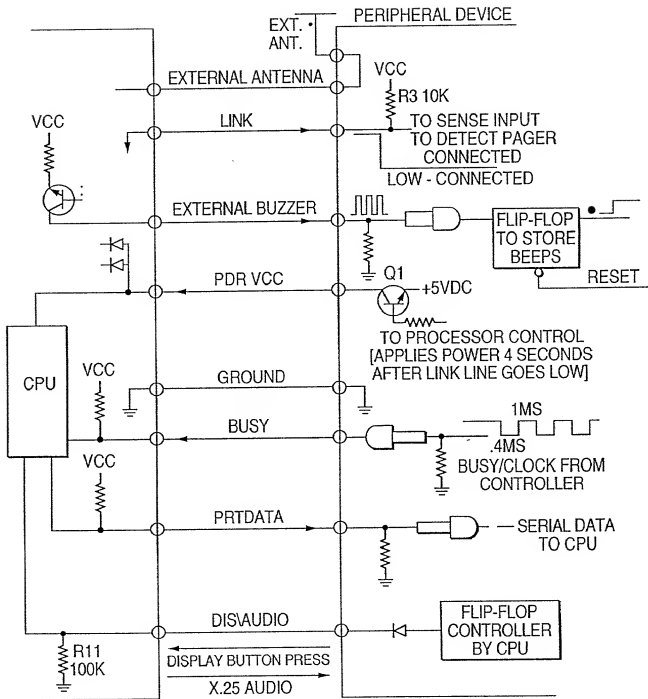 PERIPHERAL DEVICE
EXT.
ANT.
EXTERNAL ANTENNA
VCC
R3 10K
LINK
TO SENSE INPUT
TO DETECT PAGER
CONNECTED
LOW - CONNECTED
VCC
EXTERNAL BUZZER
FLIP-FLOP
TO STORE
BEEPS
RESET
PDR VCC
Q1
+5VDC
TO PROCESSOR CONTROL
[APPLIES POWER 4 SECONDS
AFTER LINK LINE GOES LOW]
CPU
VCC
GROUND
BUSY
1MS
.4MS
BUSY/CLOCK FROM
CONTROLLER
VCC
PRTDATA
SERIAL DATA
TO CPU
DIS\AUDIO
FLIP-FLOP
CONTROLLER
BY CPU
R11
100K
DISPLAY BUTTON PRESS
X.25 AUDIO